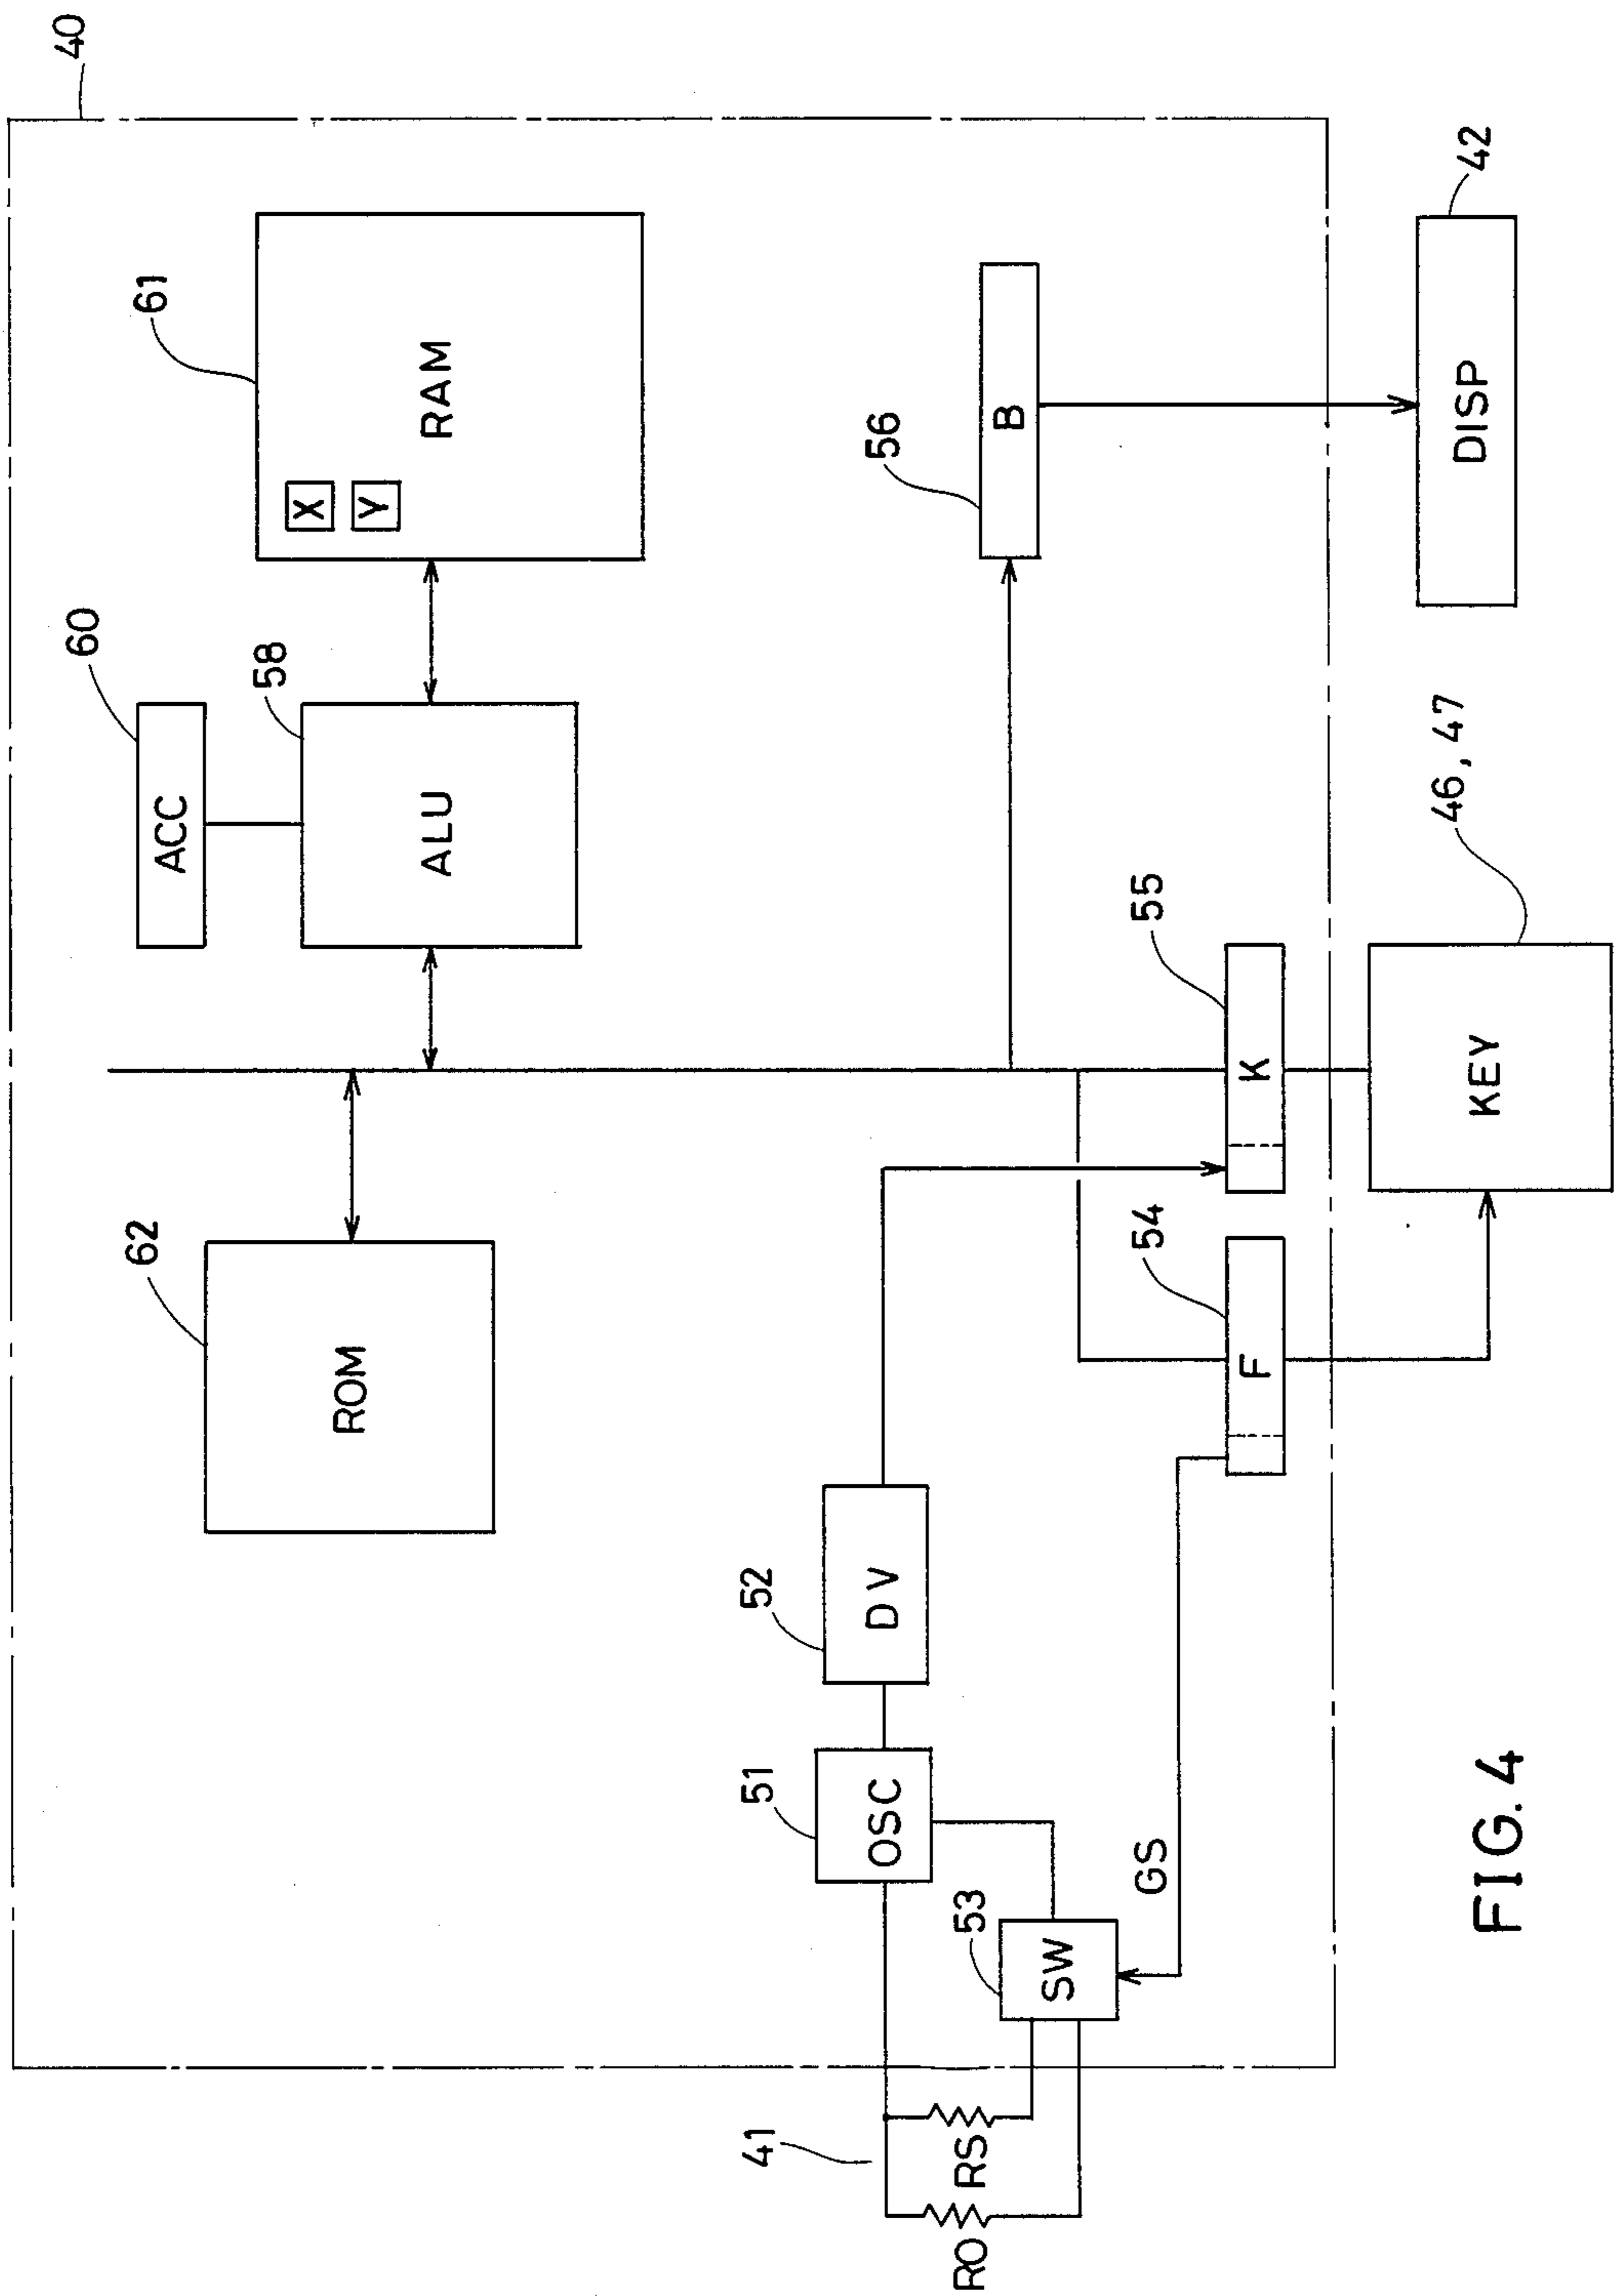 40
61
RAM
X
Y
60
ACC
58
ALU
62
ROM
56
B
42
DISP
55
K
46, 47
KEY
54
F
52
DV
51
OSC
53
SW
GS
41
RS
RO
FIG. 4